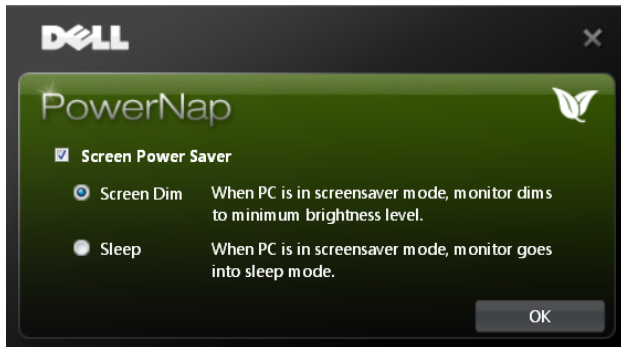 DELL
PowerNap
Screen Power Saver
Screen Dim When PC is in screensaver mode, monitor dims
to minimum brightness level.
Sleep When PC is in screensaver mode, monitor goes
into sleep mode.
OK